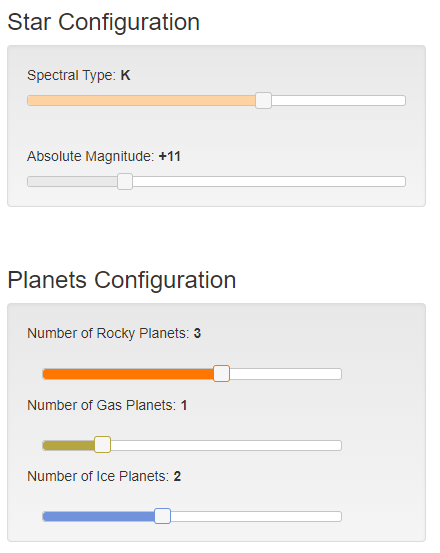 Star Configuration
Spectral Type: K
Absolute Magnitude: +11
Planets Configuration
Number of Rocky Planets: 3
Number of Gas Planets: 1
Number of Ice Planets: 2